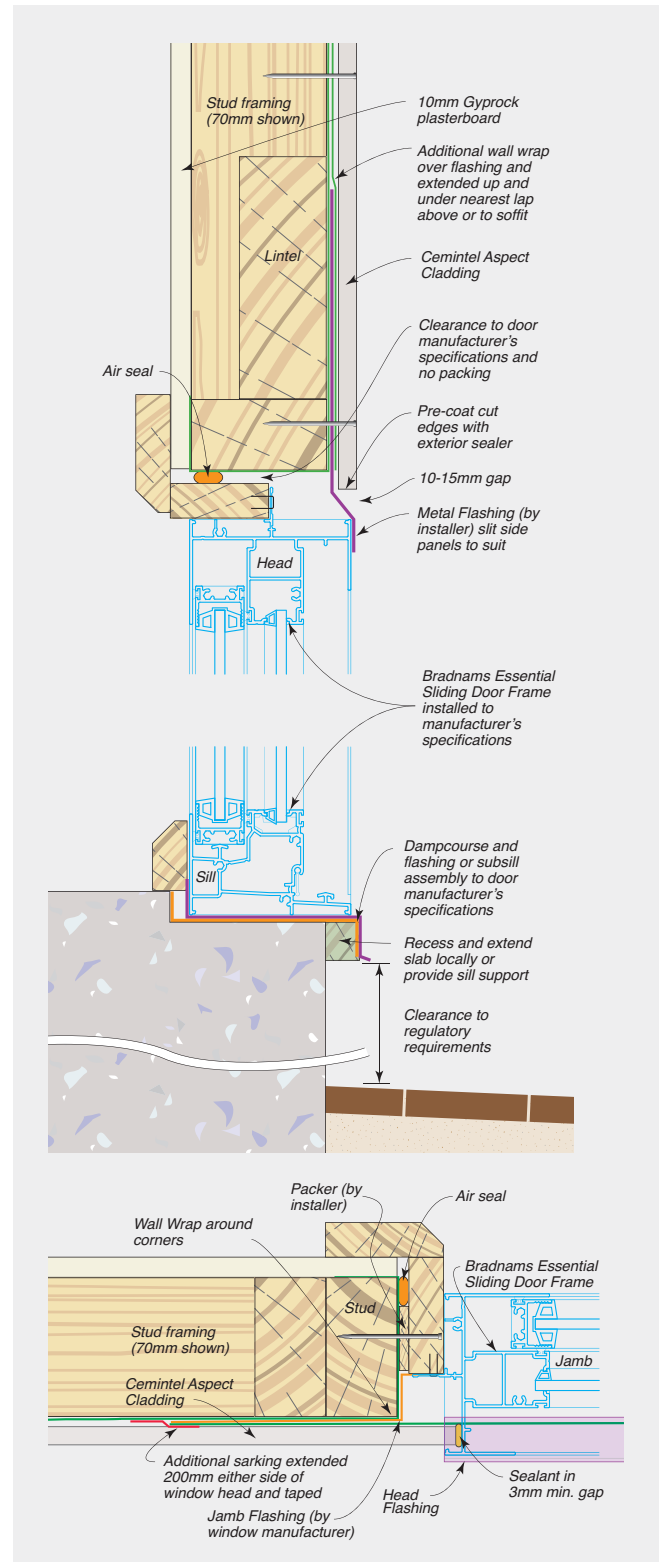 Stud framing
(70mm shown)
10mm Gyprock
plasterboard
Additional wall wrap
over flashing and
extended up and
under nearest lap
above or to soffit
Lintel
Cemintel Aspect
Cladding
Clearance to door
manufacturer's
specifications and
no packing
Air seal
Pre-coat cut
edges with
exterior sealer
10-15mm gap
Metal Flashing (by
installer) slit side
panels to suit
Head
Bradnams Essential
Sliding Door Frame
installed to
manufacturer's
specifications
Sill
Dampcourse and
flashing or subsill
assembly to door
manufacturer's
specifications
Recess and extend
slab locally or
provide sill support
Clearance to
regulatory
requirements
Packer (by
installer)
Air seal
Wall Wrap around
corners
Bradnams Essential
Sliding Door Frame
Stud
Stud framing
(70mm shown)
Jamb
Cemintel Aspect
Cladding
Additional sarking extended
200mm either side of
window head and taped
Jamb Flashing (by
window manufacturer)
Head
Flashing
Sealant in
3mm min. gap